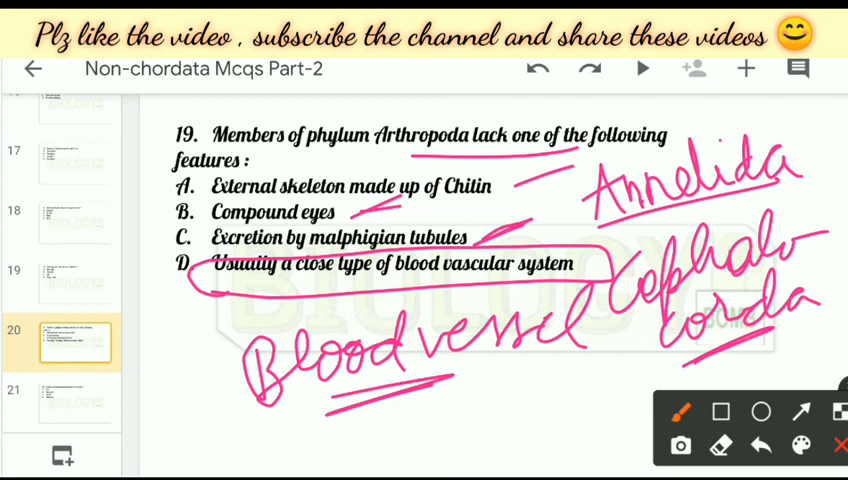 Plz like the video , subscribe the channel and share these videos 😊
Non-chordata Mcqs Part-2
19. Members of phylum Arthropoda lack one of the following
features :
A. External skeleton made up of Chitin
B. Compound eyes
C. Excretion by malphigian tubules
D. Usually a close type of blood vascular system
Annelida
Cephalo
corda
Blood vessel
17
18
19
20
21